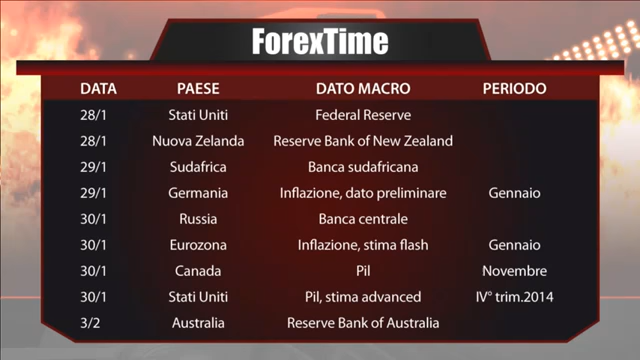 ForexTime
DATA PAESE DATO MACRO PERIODO
28/1 Stati Uniti Federal Reserve
28/1 Nuova Zelanda Reserve Bank of New Zealand
29/1 Sudafrica Banca sudafricana
29/1 Germania Inflazione, dato preliminare Gennaio
30/1 Russia Banca centrale
30/1 Eurozona Inflazione, stima flash Gennaio
30/1 Canada Pil Novembre
30/1 Stati Uniti Pil, stima advanced IV° trim.2014
3/2 Australia Reserve Bank of Australia